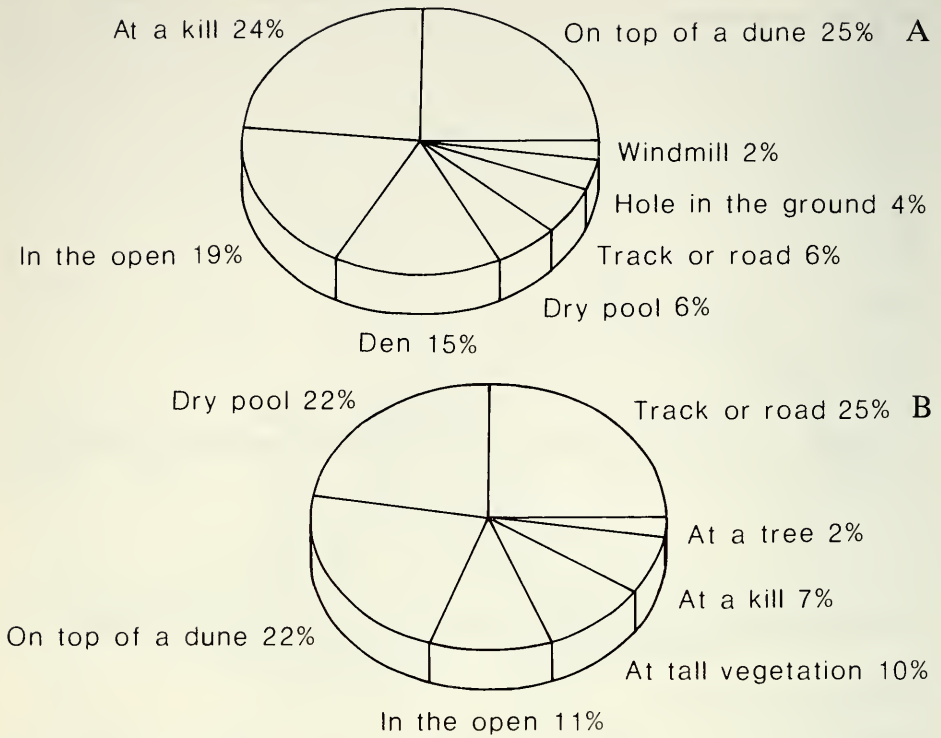 At a kill 24%
On top of a dune 25% A
Windmill 2%
Hole in the ground 4%
In the open 19%
Track or road 6%
Dry pool 6%
Den 15%
Dry pool 22%
Track or road 25% B
At a tree 2%
At a kill 7%
On top of a dune 22%
At tall vegetation 10%
In the open 11%